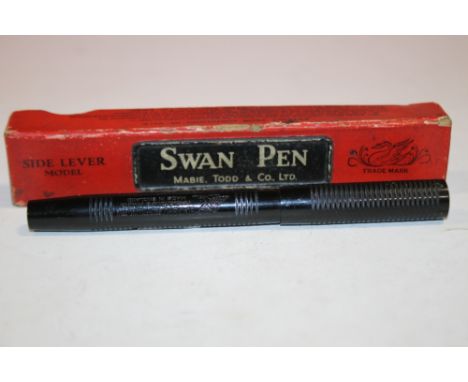 SIDE LEVER
MODEL
SWAN PEN
MABIE, TODD & CO. LTD.
TRADE MARK